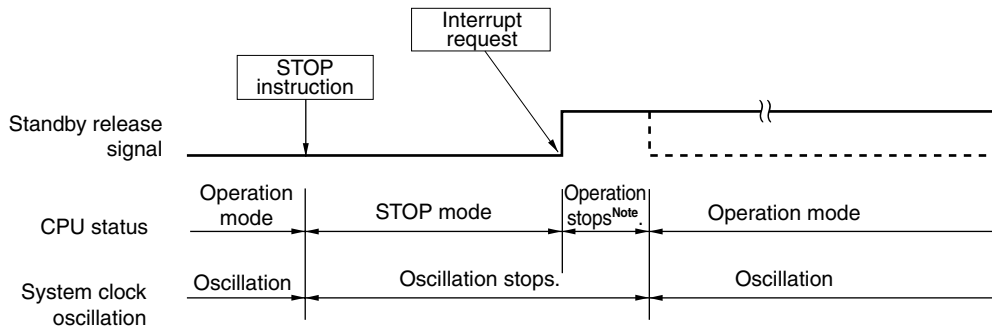 Interrupt
request
STOP
instruction
Standby release
signal
Operation
mode
STOP mode
Operation
stopsNote.
Operation mode
CPU status
Oscillation
Oscillation stops.
Oscillation
System clock
oscillation